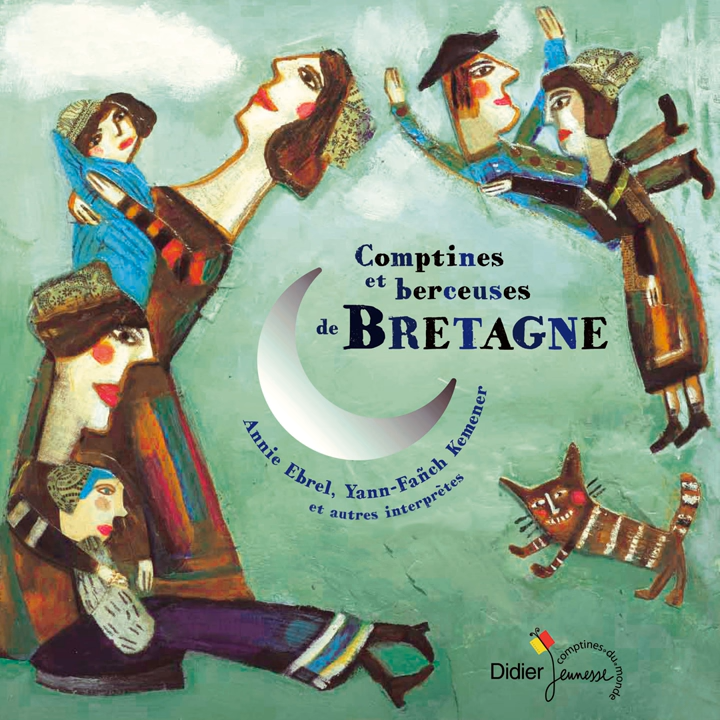 Comptines
et berceuses
de BRETAGNE
Annie Ebrel, Yann-Fañch Kemener
et autres interprètes
Didier Jeunesse
comptines du monde